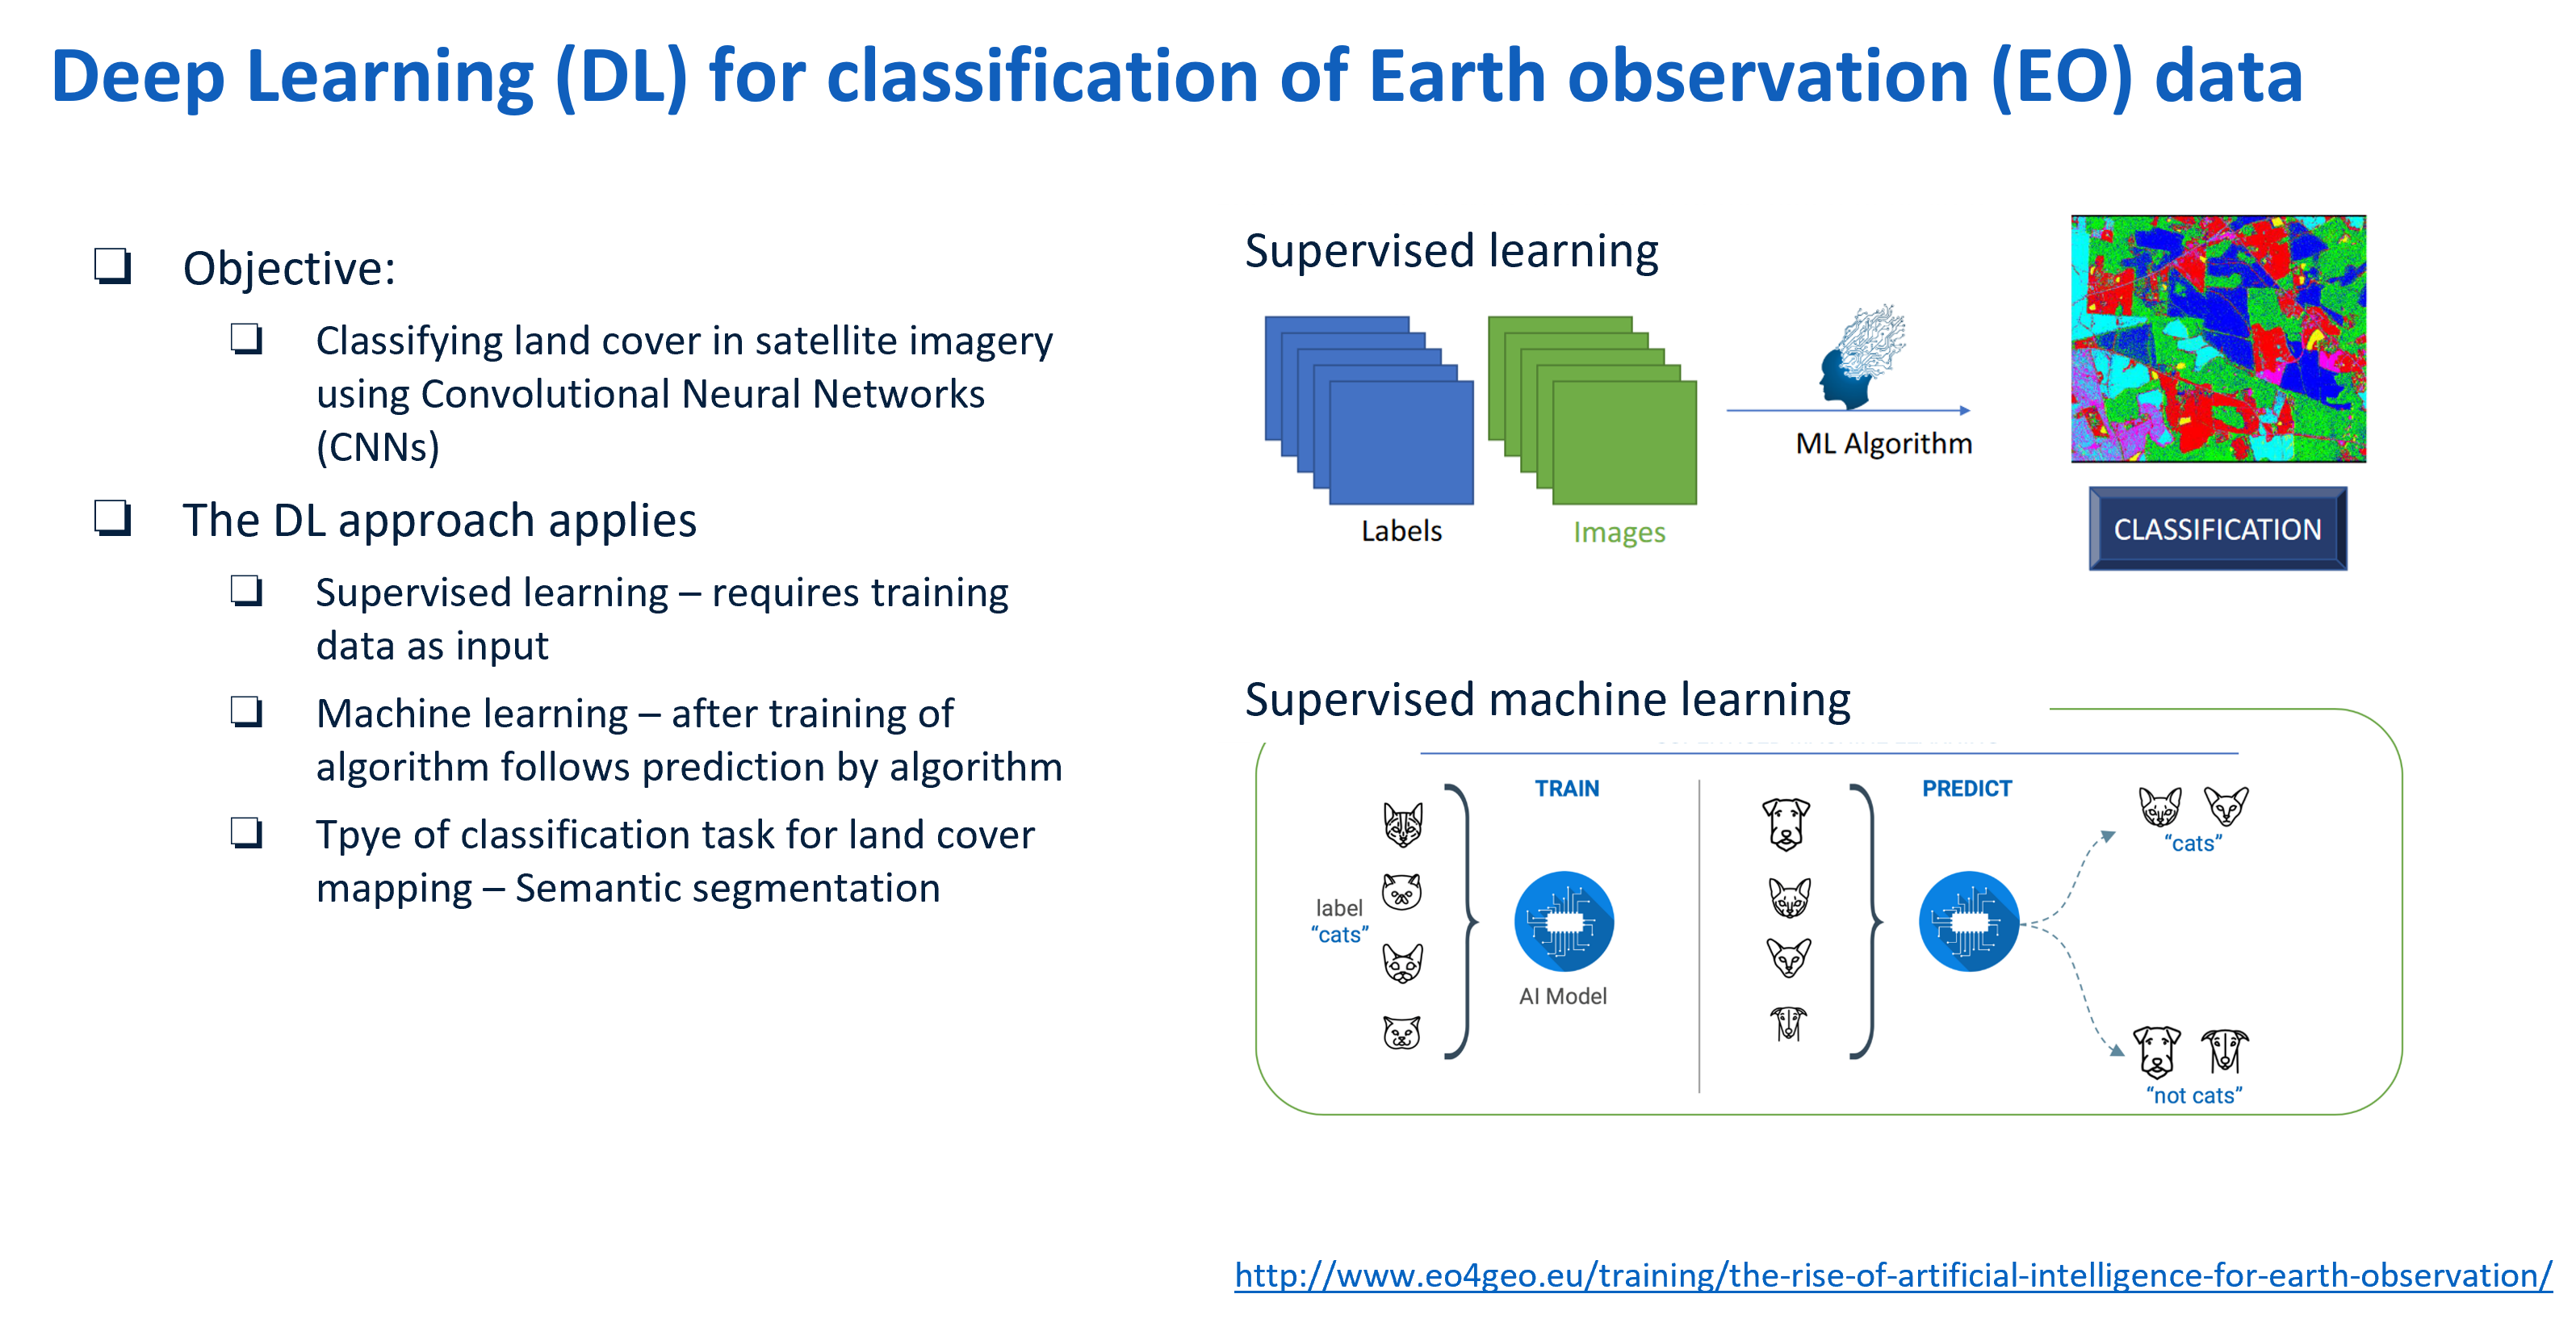 Deep Learning (DL) for classification of Earth observation (EO) data
Objective:
Classifying land cover in satellite imagery
using Convolutional Neural Networks
(CNNs)
The DL approach applies
Supervised learning – requires training
data as input
Machine learning – after training of
algorithm follows prediction by algorithm
Tpye of classification task for land cover
mapping – Semantic segmentation
Supervised learning
Labels
Images
ML Algorithm
CLASSIFICATION
Supervised machine learning
TRAIN
label
“cats”
AI Model
PREDICT
“cats”
“not cats”
http://www.eo4geo.eu/training/the-rise-of-artificial-intelligence-for-earth-observation/